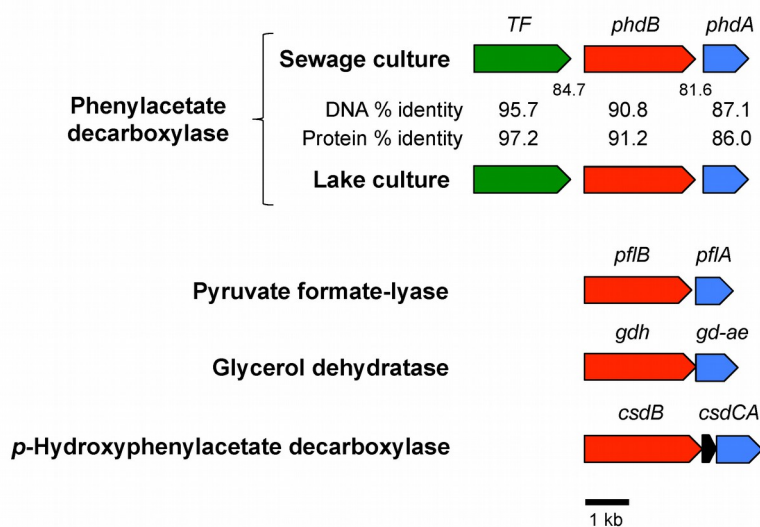 TF phdB phdA
Sewage culture
84.7 81.6
Phenylacetate decarboxylase
DNA % identity 95.7 90.8 87.1
Protein % identity 97.2 91.2 86.0
Lake culture
pflB pflA
Pyruvate formate-lyase
gdh gd-ae
Glycerol dehydratase
csdB csdCA
p-Hydroxyphenylacetate decarboxylase
1 kb